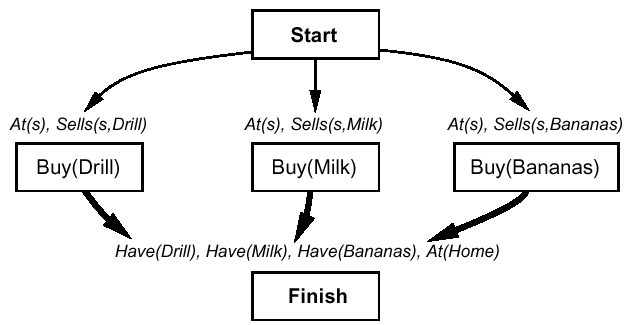 Start
At(s), Sells(s,Drill) At(s), Sells(s,Milk) At(s), Sells(s,Bananas)
Buy(Drill) Buy(Milk) Buy(Bananas)
Have(Drill), Have(Milk), Have(Bananas), At(Home)
Finish